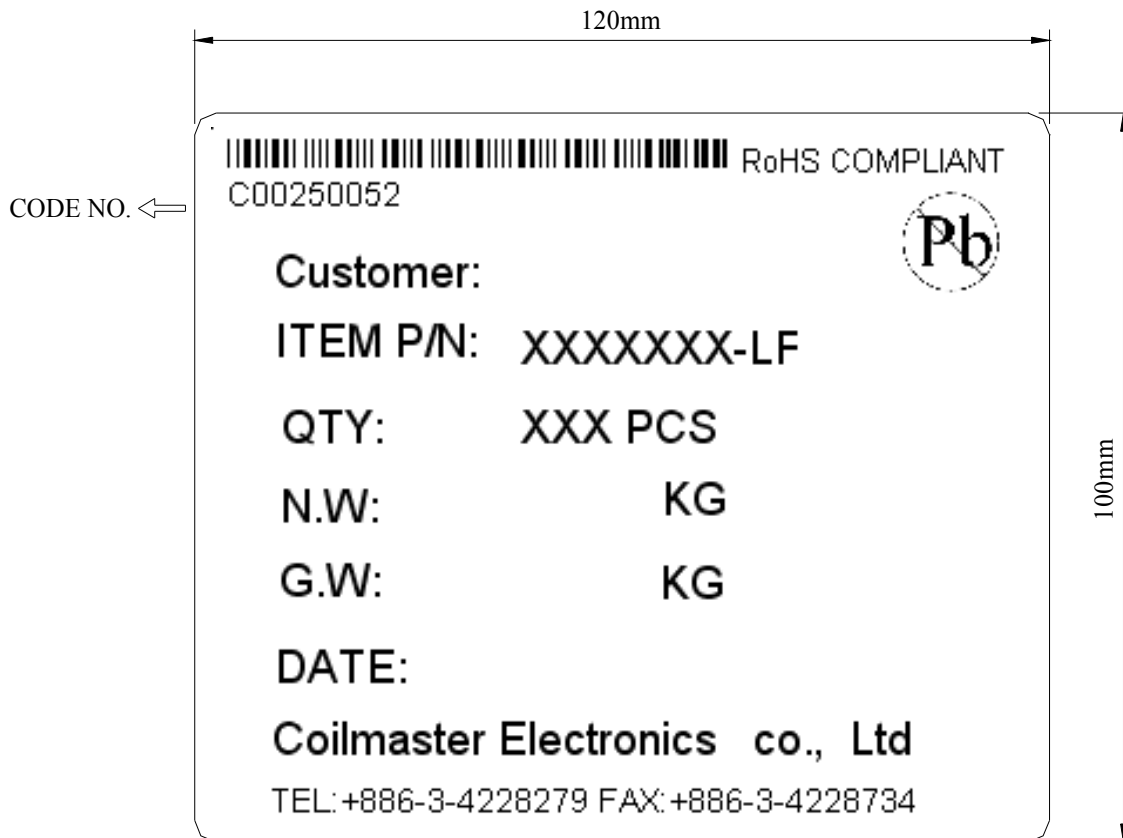 120mm
RoHS COMPLIANT
C00250052
CODE NO.
Pb
Customer:
ITEM P/N: XXXXXXX-LF
QTY: XXX PCS
N.W: KG
G.W: KG
100mm
DATE:
Coilmaster Electronics co., Ltd
TEL:+886-3-4228279 FAX:+886-3-4228734